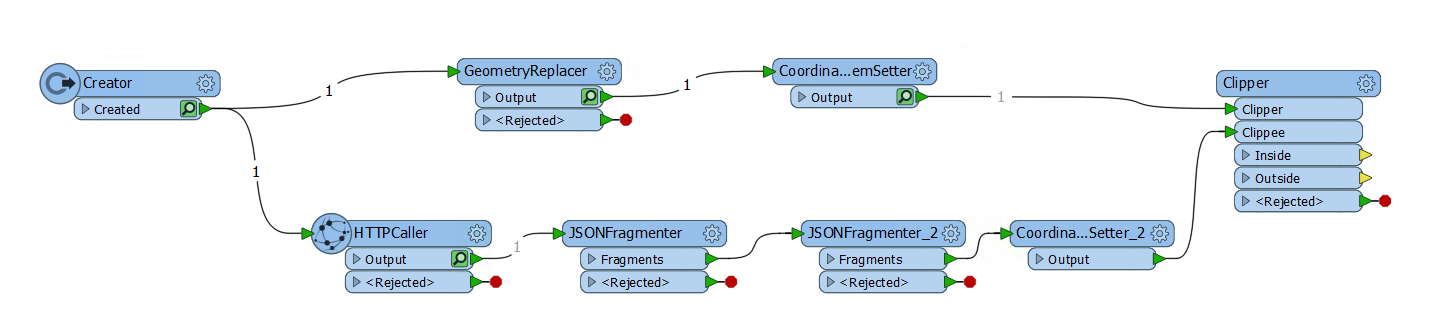 Creator
Created
1
GeometryReplacer
Output
<Rejected>
1
Coordina...emSetter
Output
1
Clipper
Clipper
Clippee
Inside
Outside
<Rejected>
1
HTTPCaller
Output
<Rejected>
1
JSONFragmenter
Fragments
<Rejected>
JSONFragmenter_2
Fragments
<Rejected>
Coordina...Setter_2
Output